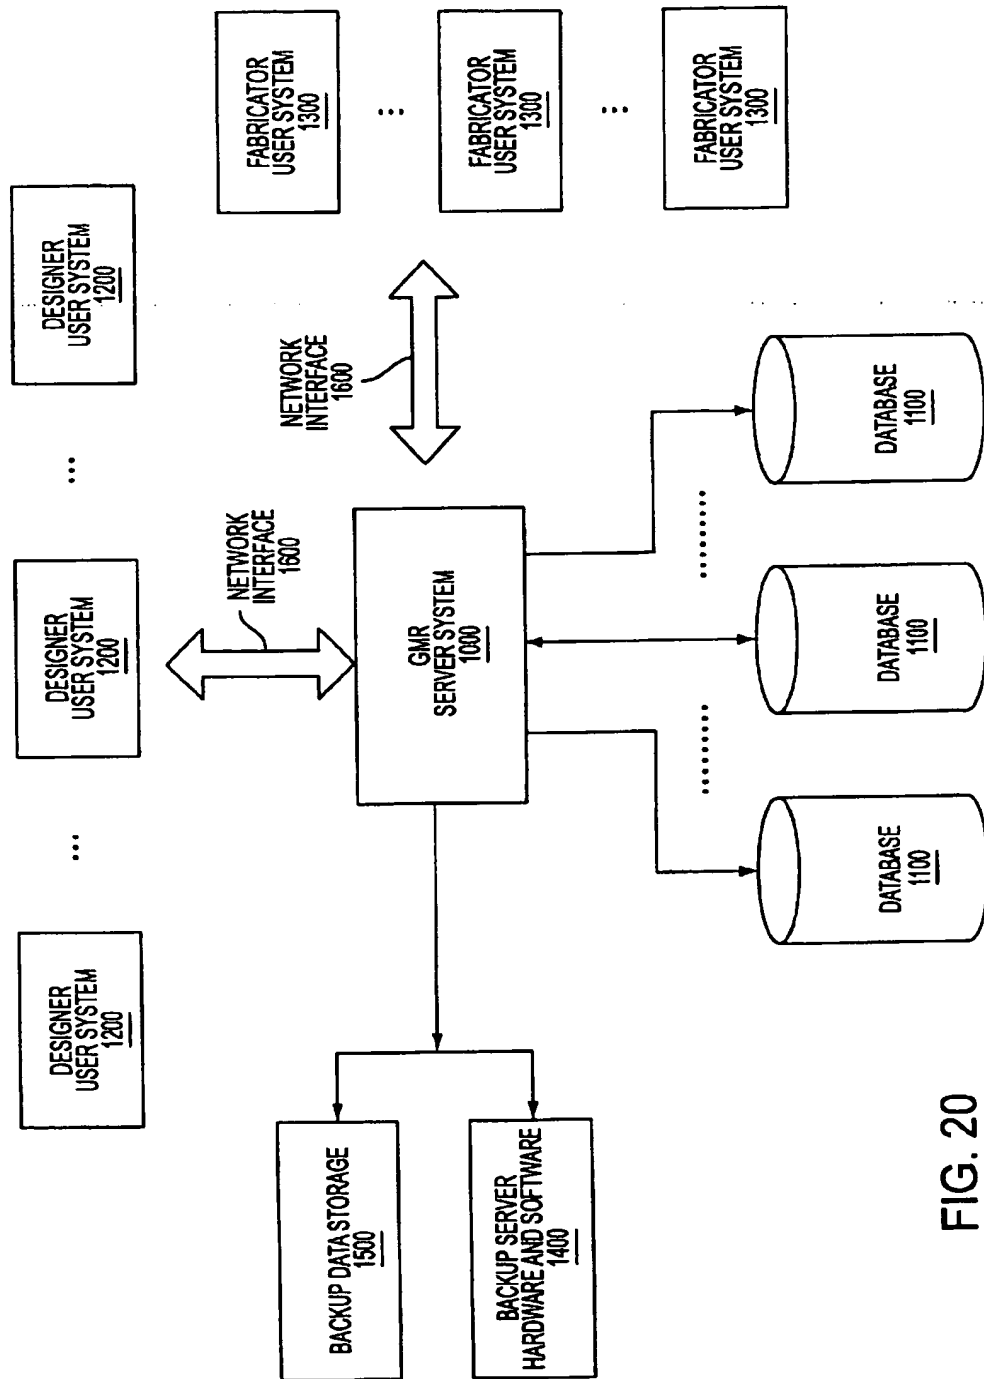 DESIGNER
USER SYSTEM
1200
...
DESIGNER
USER SYSTEM
1200
...
DESIGNER
USER SYSTEM
1200
BACKUP DATA STORAGE
1500
BACKUP SERVER
HARDWARE AND SOFTWARE
1400
NETWORK
INTERFACE
1600
GMR
SERVER SYSTEM
1000
NETWORK
INTERFACE
1600
FABRICATOR
USER SYSTEM
1300
...
FABRICATOR
USER SYSTEM
1300
...
FABRICATOR
USER SYSTEM
1300
DATABASE
1100
.........
DATABASE
1100
.........
DATABASE
1100
FIG. 20